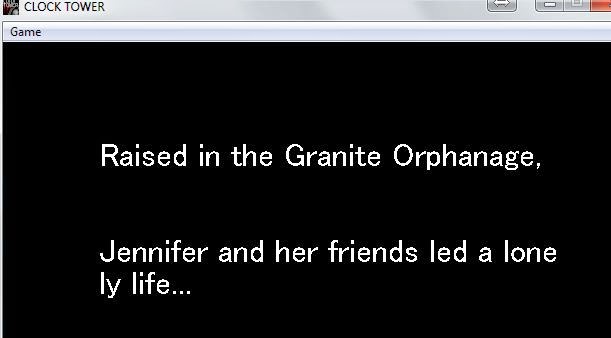 CLOCK TOWER
Game
Raised in the Granite Orphanage,
Jennifer and her friends led a lone
ly life...